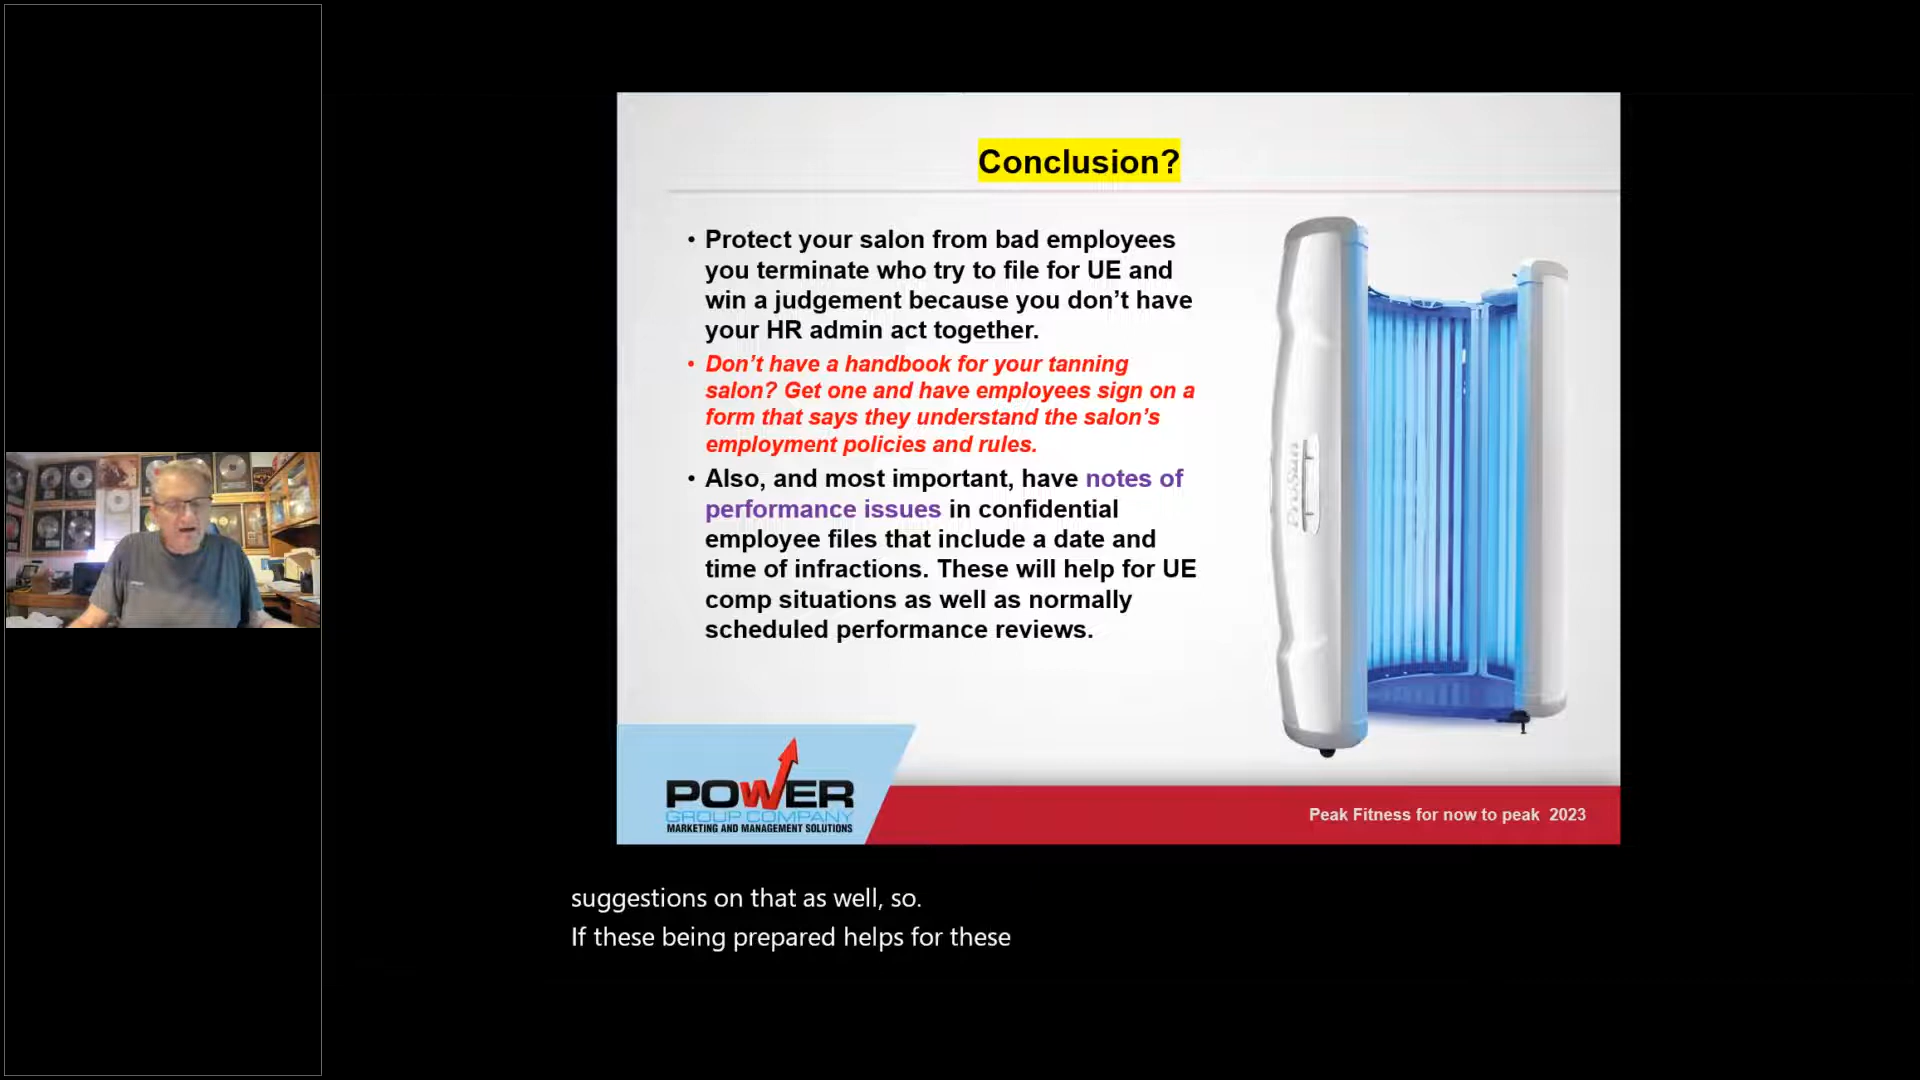 Conclusion?
• Protect your salon from bad employees
you terminate who try to file for UE and
win a judgement because you don't have
your HR admin act together.
• Don't have a handbook for your tanning
salon? Get one and have employees sign on a
form that says they understand the salon's
employment policies and rules.
• Also, and most important, have notes of
performance issues in confidential
employee files that include a date and
time of infractions. These will help for UE
comp situations as well as normally
scheduled performance reviews.
ProSun
POWER
GROUP COMPANY
MARKETING AND MANAGEMENT SOLUTIONS
Peak Fitness for now to peak 2023
suggestions on that as well, so.
If these being prepared helps for these